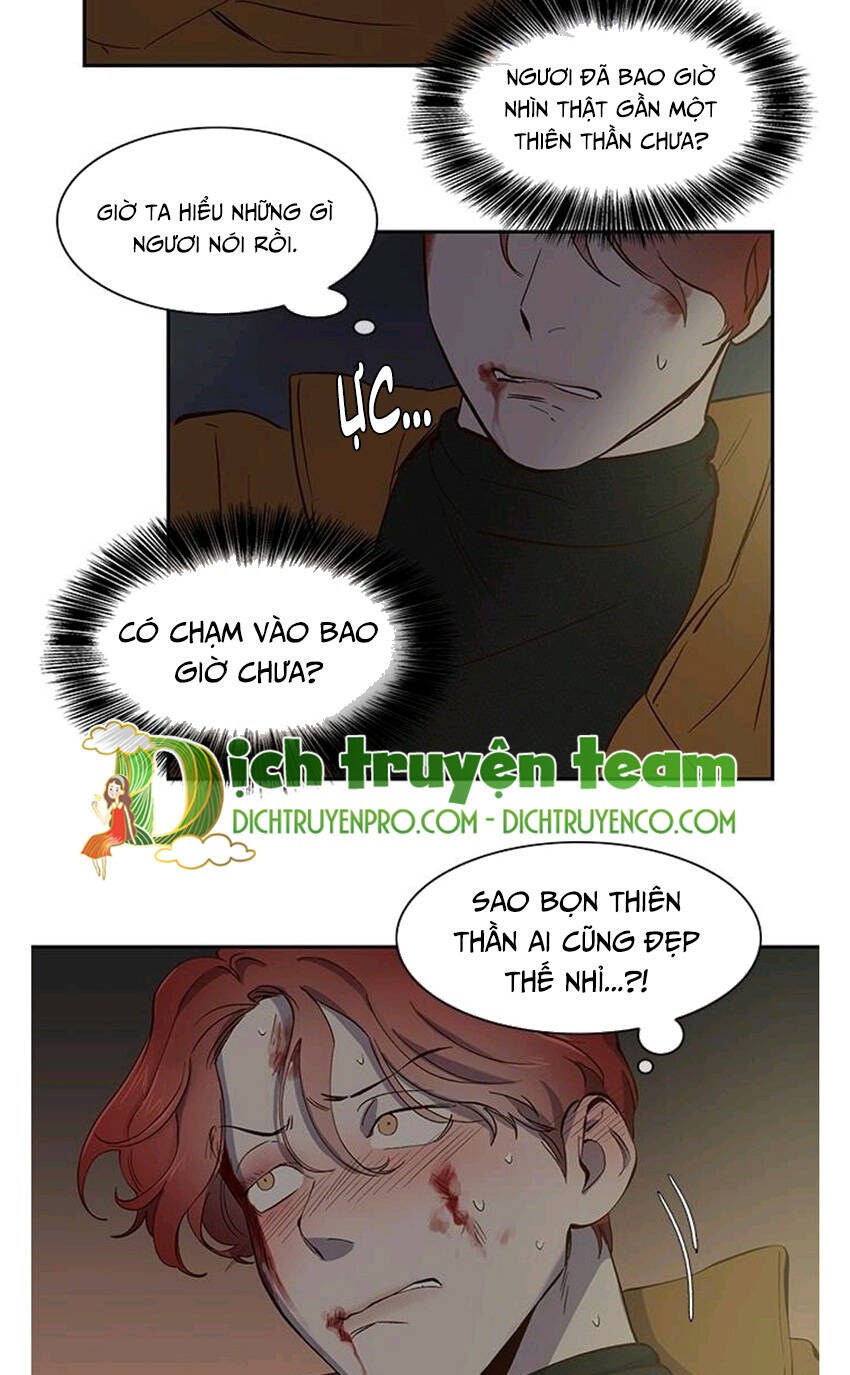 NGƯƠI ĐÃ BAO GIỜ
NHÌN THẬT GẦN MỘT
THIÊN THẦN CHƯA?
GIỜ TA HIỂU NHỮNG GÌ
NGƯƠI NÓI RỒI.
ỰC...
CÓ CHẠM VÀO BAO
GIỜ CHƯA?
Dịch truyện team
DICHTRUYENPRO.COM - DICHTRUYENCO.COM
SAO BỌN THIÊN
THẦN AI CŨNG ĐẸP
THẾ NHỈ...?!